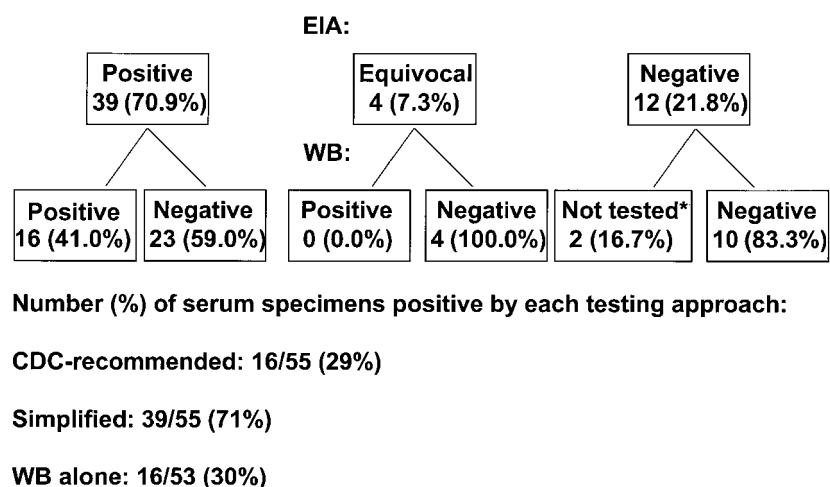 EIA:
Positive
39 (70.9%)
Equivocal
4 (7.3%)
Negative
12 (21.8%)
WB:
Positive
16 (41.0%)
Negative
23 (59.0%)
Positive
0 (0.0%)
Negative
4 (100.0%)
Not tested*
2 (16.7%)
Negative
10 (83.3%)
Number (%) of serum specimens positive by each testing approach:
CDC-recommended: 16/55 (29%)
Simplified: 39/55 (71%)
WB alone: 16/53 (30%)